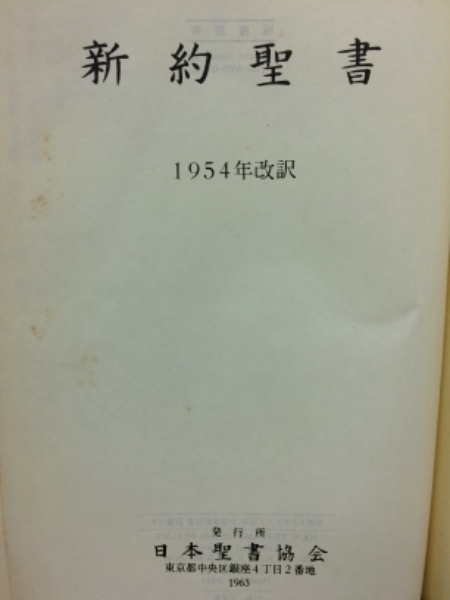 新約聖書
1954年改訳
発行所
日本聖書協会
東京都中央区銀座4丁目2番地
1963